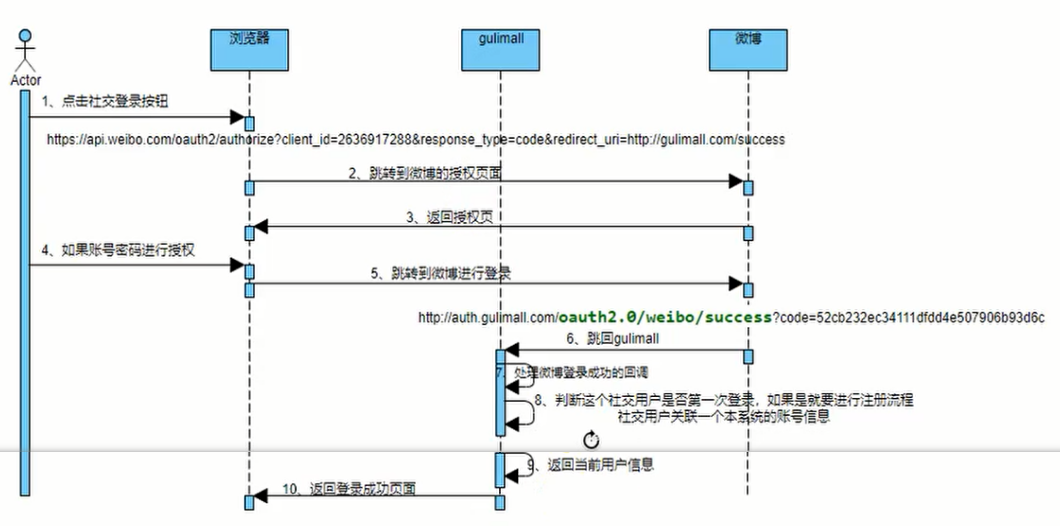 浏览器
gulimall
微博
Actor
1、点击社交登录按钮
https://api.weibo.com/oauth2/authorize?client_id=2636917288&response_type=code&redirect_uri=http://gulimall.com/success
2、跳转到微博的授权页面
3、返回授权页
4、如果账号密码进行授权
5、跳转到微博进行登录
http://auth.gulimall.com/oauth2.0/weibo/success?code=52cb232ec34111dfdd4e507906b93d6c
6、跳回gulimall
7、处理微博登录成功的回调
8、判断这个社交用户是否第一次登录，如果是就要进行注册流程
社交用户关联一个本系统的账号信息
9、返回当前用户信息
10、返回登录成功页面